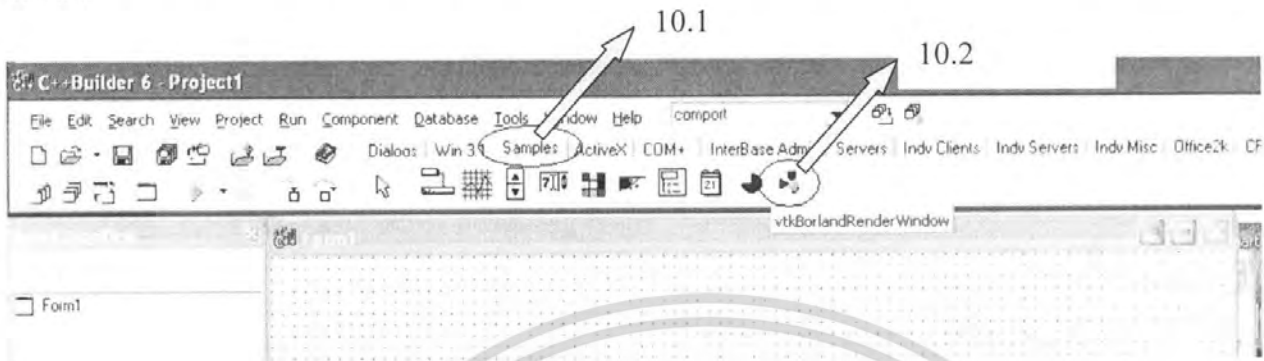 10.1
10.2
C++Builder 6 - Project1
File Edit Search View Project Run Component Database Tools Window Help comport
Dialogs Win 3.1 Samples ActiveX COM+ InterBase Admin Servers Indy Clients Indy Servers Indy Misc Office2k
7
21
vtkBorlandRenderWindow
Form1